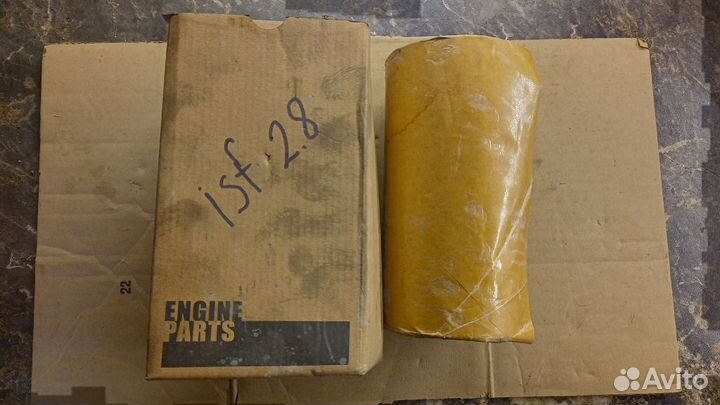 isf 2.8
ENGINE
PARTS
22
Avito